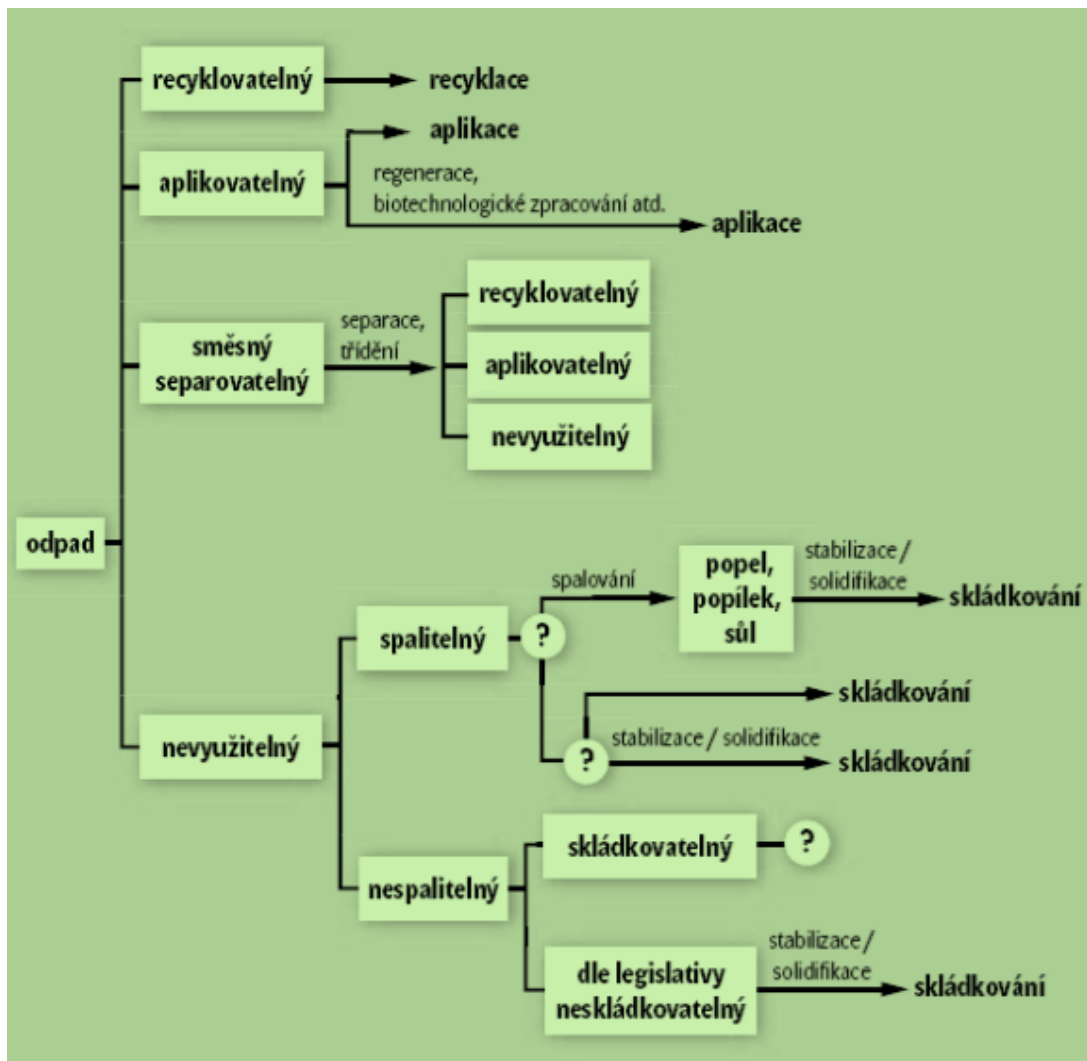 recyklovatelný
recyklace
aplikace
aplikovatelný
regenerace,
biotechnologické zpracování atd.
aplikace
směsný
separovatelný
separace,
třídění
recyklovatelný
aplikovatelný
nevyužitelný
odpad
spalitelný
?
spalování
popel,
popílek,
sůl
stabilizace /
solidifikace
skládkování
skládkování
nevyužitelný
?
stabilizace / solidifikace
skládkování
skládkovatelný
?
nespalitelný
dle legislativy
neskládkovatelný
stabilizace /
solidifikace
skládkování